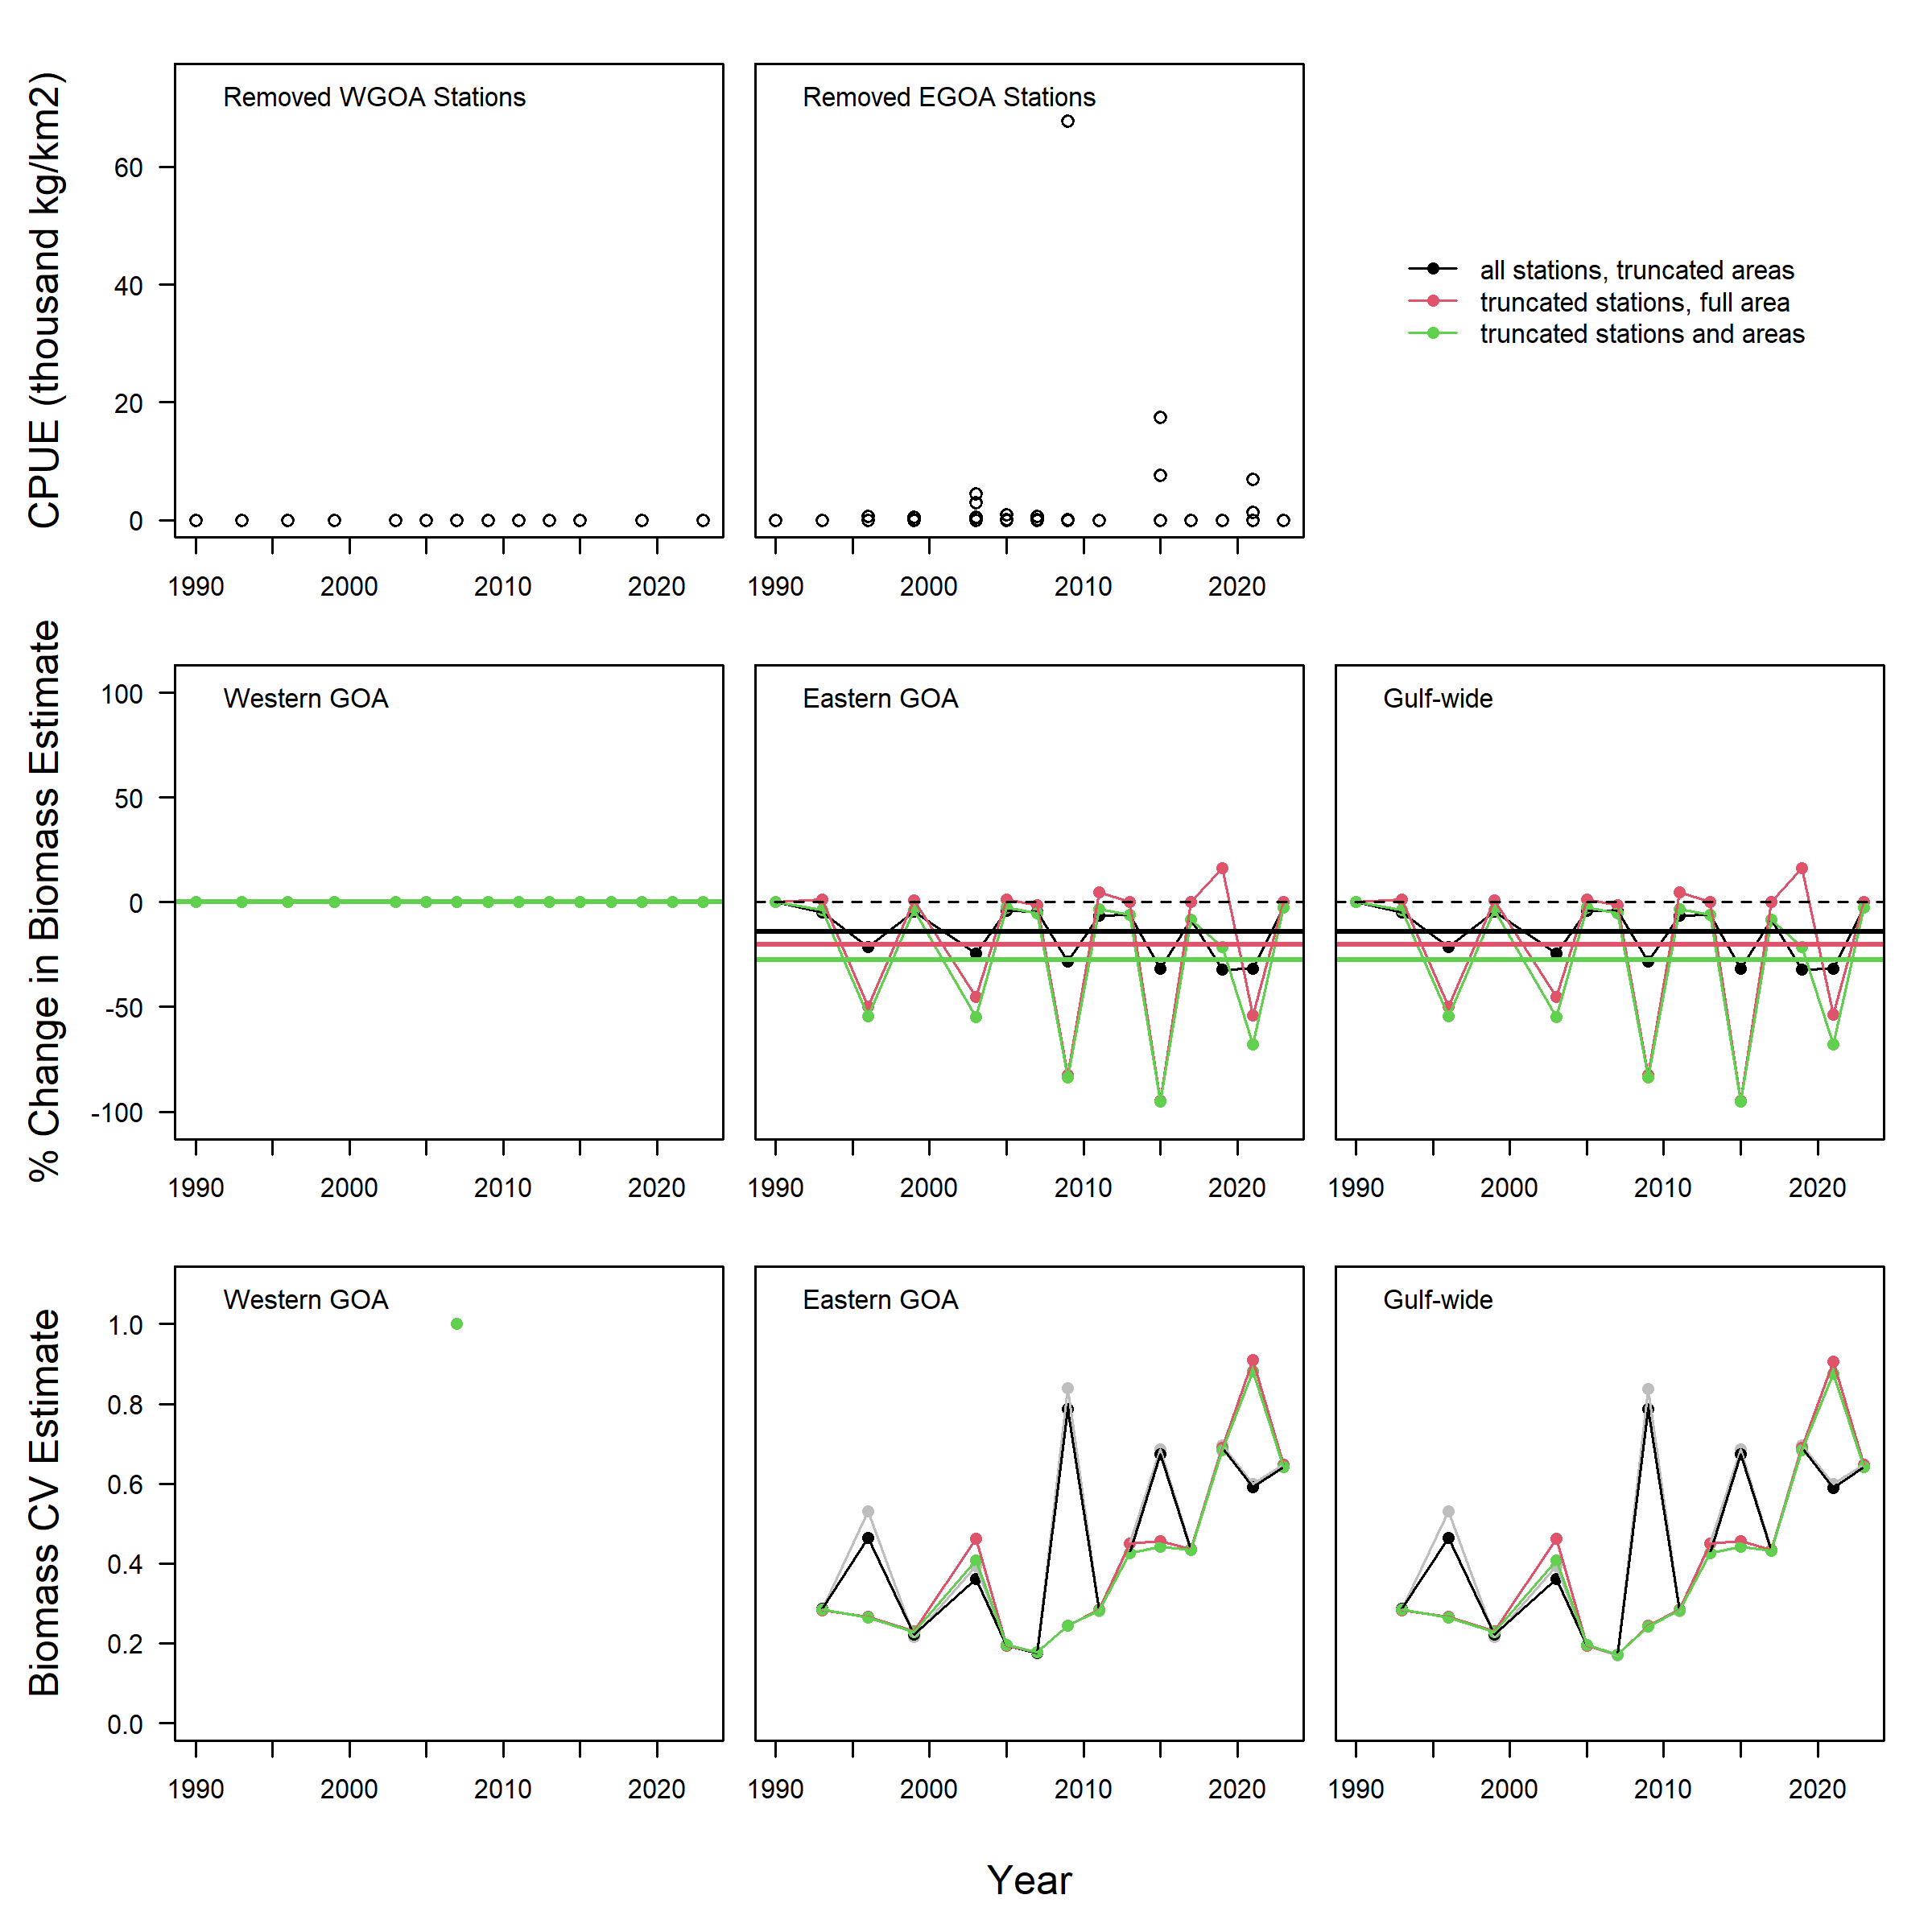 CPUE (thousand kg/km2)
Removed WGOA Stations
Removed EGOA Stations
60
40
20
0
1990 2000 2010 2020
1990 2000 2010 2020
all stations, truncated areas
truncated stations, full area
truncated stations and areas
% Change in Biomass Estimate
Western GOA
Eastern GOA
Gulf-wide
100
50
0
-50
-100
1990 2000 2010 2020
1990 2000 2010 2020
1990 2000 2010 2020
Biomass CV Estimate
Western GOA
Eastern GOA
Gulf-wide
1.0
0.8
0.6
0.4
0.2
0.0
1990 2000 2010 2020
1990 2000 2010 2020
1990 2000 2010 2020
Year